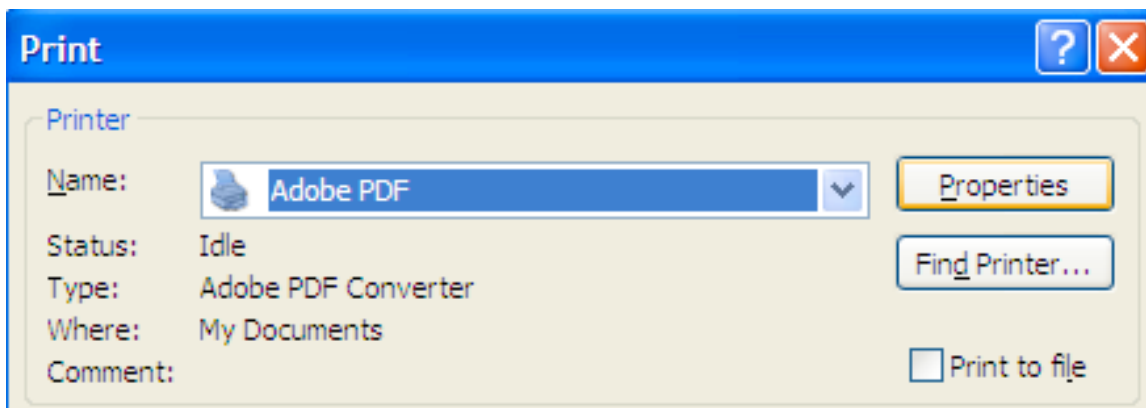 Print
Printer
Name: Adobe PDF Properties
Status: Idle
Find Printer...
Type: Adobe PDF Converter
Where: My Documents
Comment:
Print to file